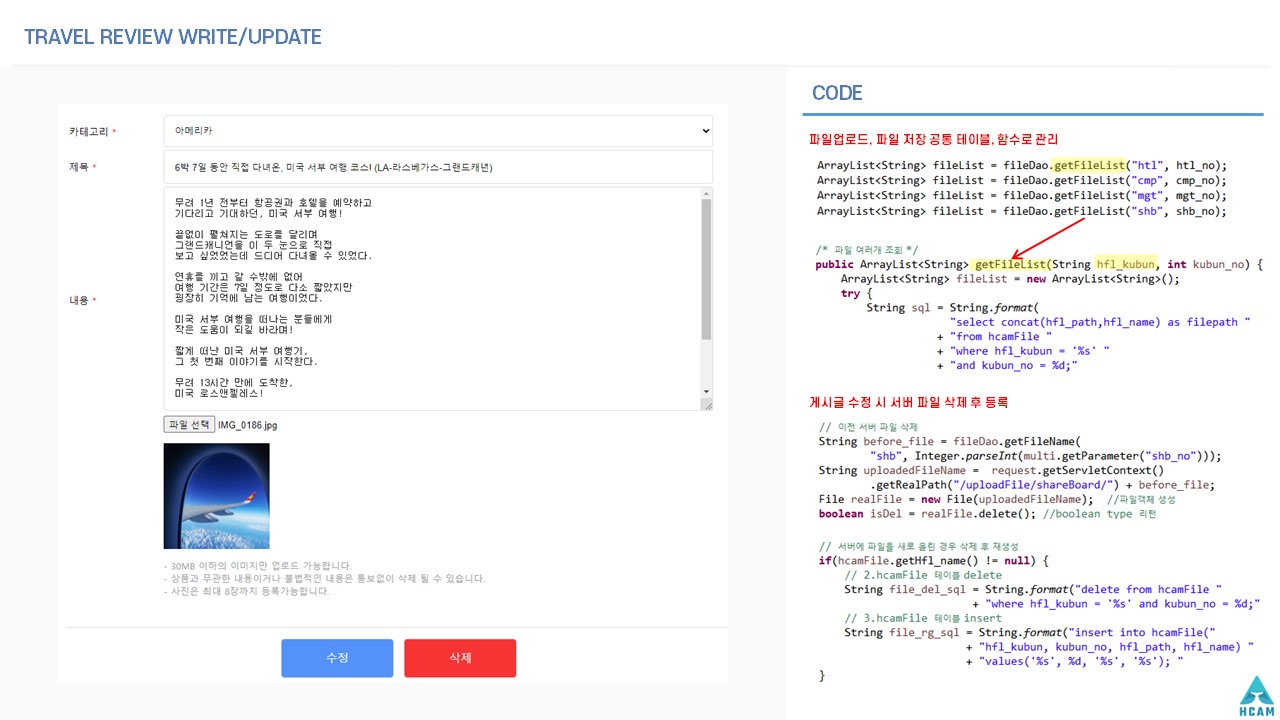 TRAVEL REVIEW WRITE/UPDATE
카테고리 *
아메리카
제목 *
6박 7일 동안 직접 다녀온, 미국 서부 여행 코스! (LA-라스베가스-그랜드캐년)
내용 *
무려 1년 전부터 항공권과 호텔을 예약하고
기다리고 기대하던, 미국 서부 여행!
끝없이 펼쳐지는 도로를 달리며
그랜드캐니언을 이 두 눈으로 직접
보고 싶었었는데 드디어 다녀올 수 있었다.
연휴를 끼고 갈 수밖에 없어
여행 기간은 7일 정도로 다소 짧았지만
굉장히 기억에 남는 여행이었다.
미국 서부 여행을 떠나는 분들에게
작은 도움이 되길 바라며!
짧게 떠난 미국 서부 여행기,
그 첫 번째 이야기를 시작한다.
무려 13시간 만에 도착한,
미국 로스앤젤레스!
파일 선택 IMG_0186.jpg
- 30MB 이하의 이미지만 업로드 가능합니다.
- 상품과 무관한 내용이거나 불법적인 내용은 통보없이 삭제 될 수 있습니다.
- 사진은 최대 8장까지 등록가능합니다.
수정
삭제
CODE
파일업로드, 파일 저장 공통 테이블, 함수로 관리
ArrayList<String> fileList = fileDao.getFileList("htl", htl_no);
ArrayList<String> fileList = fileDao.getFileList("cmp", cmp_no);
ArrayList<String> fileList = fileDao.getFileList("mgt", mgt_no);
ArrayList<String> fileList = fileDao.getFileList("shb", shb_no);
/* 파일 여러개 조회 */
public ArrayList<String> getFileList(String hfl_kubun, int kubun_no) {
ArrayList<String> fileList = new ArrayList<String>();
try {
String sql = String.format(
"select concat(hfl_path,hfl_name) as filepath "
+ "from hcamFile "
+ "where hfl_kubun = '%s' "
+ "and kubun_no = %d;"
게시글 수정 시 서버 파일 삭제 후 등록
// 이전 서버 파일 삭제
String before_file = fileDao.getFileName(
"shb", Integer.parseInt(multi.getParameter("shb_no")));
String uploadedFileName = request.getServletContext()
.getRealPath("/uploadFile/shareBoard/") + before_file;
File realFile = new File(uploadedFileName); //파일객체 생성
boolean isDel = realFile.delete(); //boolean type 리턴
// 서버에 파일을 새로 올린 경우 삭제 후 재생성
if(hcamFile.getHfl_name() != null) {
// 2.hcamFile 테이블 delete
String file_del_sql = String.format("delete from hcamFile "
+ "where hfl_kubun = '%s' and kubun_no = %d;"
// 3.hcamFile 테이블 insert
String file_rg_sql = String.format("insert into hcamFile("
+ "hfl_kubun, kubun_no, hfl_path, hfl_name) "
+ "values('%s', %d, '%s', '%s'); "
}
HCAM